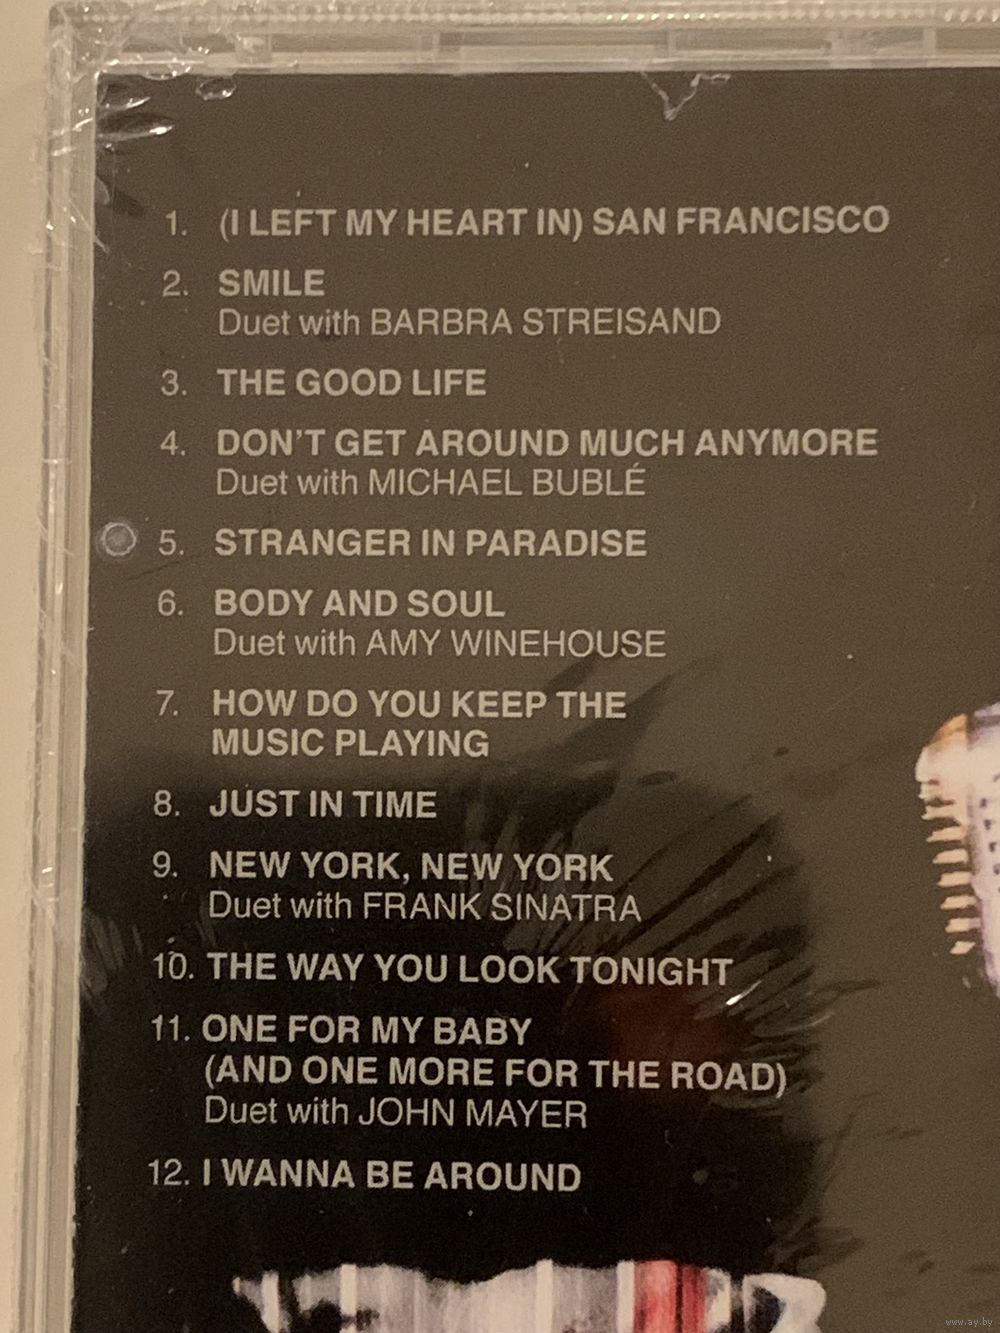 1. (I LEFT MY HEART IN) SAN FRANCISCO
2. SMILE
Duet with BARBRA STREISAND
3. THE GOOD LIFE
4. DON'T GET AROUND MUCH ANYMORE
Duet with MICHAEL BUBLÉ
5. STRANGER IN PARADISE
6. BODY AND SOUL
Duet with AMY WINEHOUSE
7. HOW DO YOU KEEP THE
MUSIC PLAYING
8. JUST IN TIME
9. NEW YORK, NEW YORK
Duet with FRANK SINATRA
10. THE WAY YOU LOOK TONIGHT
11. ONE FOR MY BABY
(AND ONE MORE FOR THE ROAD)
Duet with JOHN MAYER
12. I WANNA BE AROUND
www.ay.by